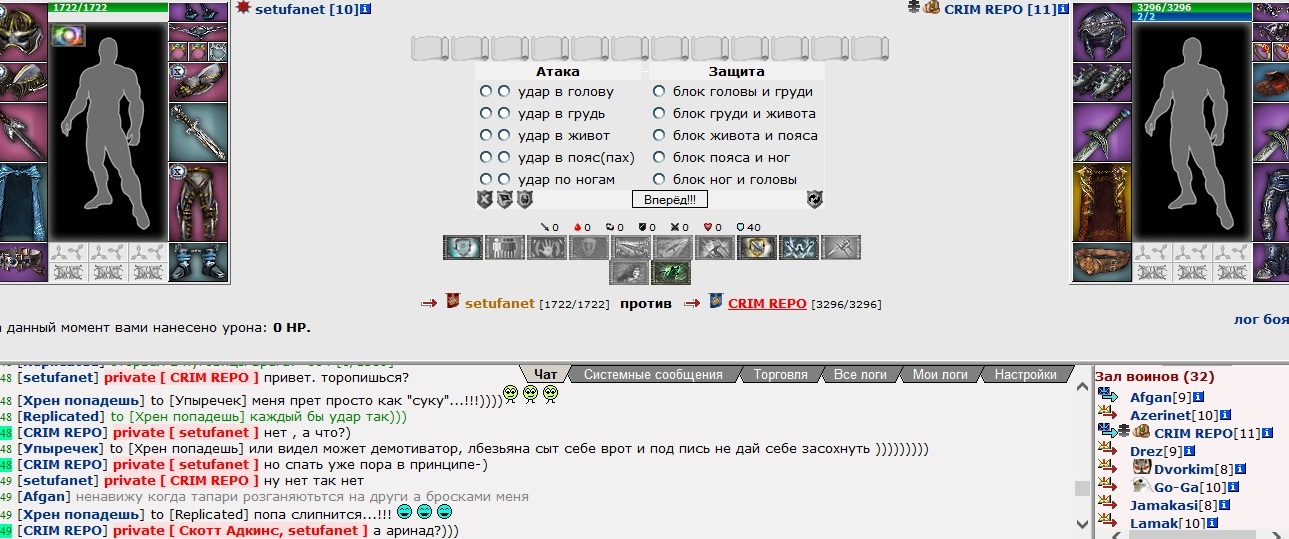 1722/1722
setufanet [10]
CRIM REPO [11]
3296/3296
2/2
Атака Защита
удар в голову блок головы и груди
удар в грудь блок груди и живота
удар в живот блок живота и пояса
удар в пояс(пах) блок пояса и ног
удар по ногам блок ног и головы
Вперёд!!!
0 0 0 0 0 0 40
setufanet [1722/1722] против CRIM REPO [3296/3296]
лог боя
а данный момент вами нанесено урона: 0 HP.
Чат Системные сообщения Торговля Все логи Мои логи Настройки
48 [setufanet] private [ CRIM REPO ] привет. торопишься?
48 [Хрен попадешь] to [Упыречек] меня прет просто как "суку"...!!!))))
48 [Replicated] to [Хрен попадешь] каждый бы удар так)))
48 [CRIM REPO] private [ setufanet ] нет , а что?)
48 [Упыречек] to [Хрен попадешь] или видел может демотиватор, лбезьяна сыт себе врот и под пись не дай себе засохнуть )))))))))
48 [CRIM REPO] private [ setufanet ] но спать уже пора в принципе-)
49 [setufanet] private [ CRIM REPO ] ну нет так нет
49 [Afgan] ненавижу когда тапари розганяютьтся на други а бросками меня
49 [Хрен попадешь] to [Replicated] попа слипнится...!!!
49 [CRIM REPO] private [ Скотт Адкинс, setufanet ] а аринад?)))
Зал воинов (32)
Afgan[9]
Azerinet[10]
CRIM REPO[11]
Drez[9]
Dvorkim[8]
Go-Ga[10]
Jamakasi[8]
Lamak[10]